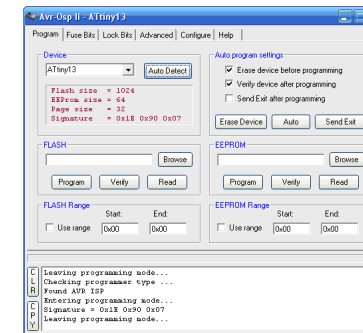 Avr-Osp II - ATtiny13
Program Fuse Bits Lock Bits Advanced Configure Help
Device
ATtiny13 Auto Detect
Flash size = 1024
EEProm size = 64
Page size = 32
Signature = 0x1E 0x90 0x07
Auto program settings
Erase device before programming
Verify device after programming
Send Exit after programming
Erase Device Auto Send Exit
FLASH
Browse
Program Verify Read
EEPROM
Browse
Program Verify Read
FLASH Range
Start: End:
Use range 0x00 0x00
EEPROM Range
Start: End:
Use range 0x00 0x00
CLR
CPY
Leaving programming mode...
Checking programmer type ...
Found AVR ISP
Entering programming mode...
Signature = 0x1E 0x90 0x07
Leaving programming mode...